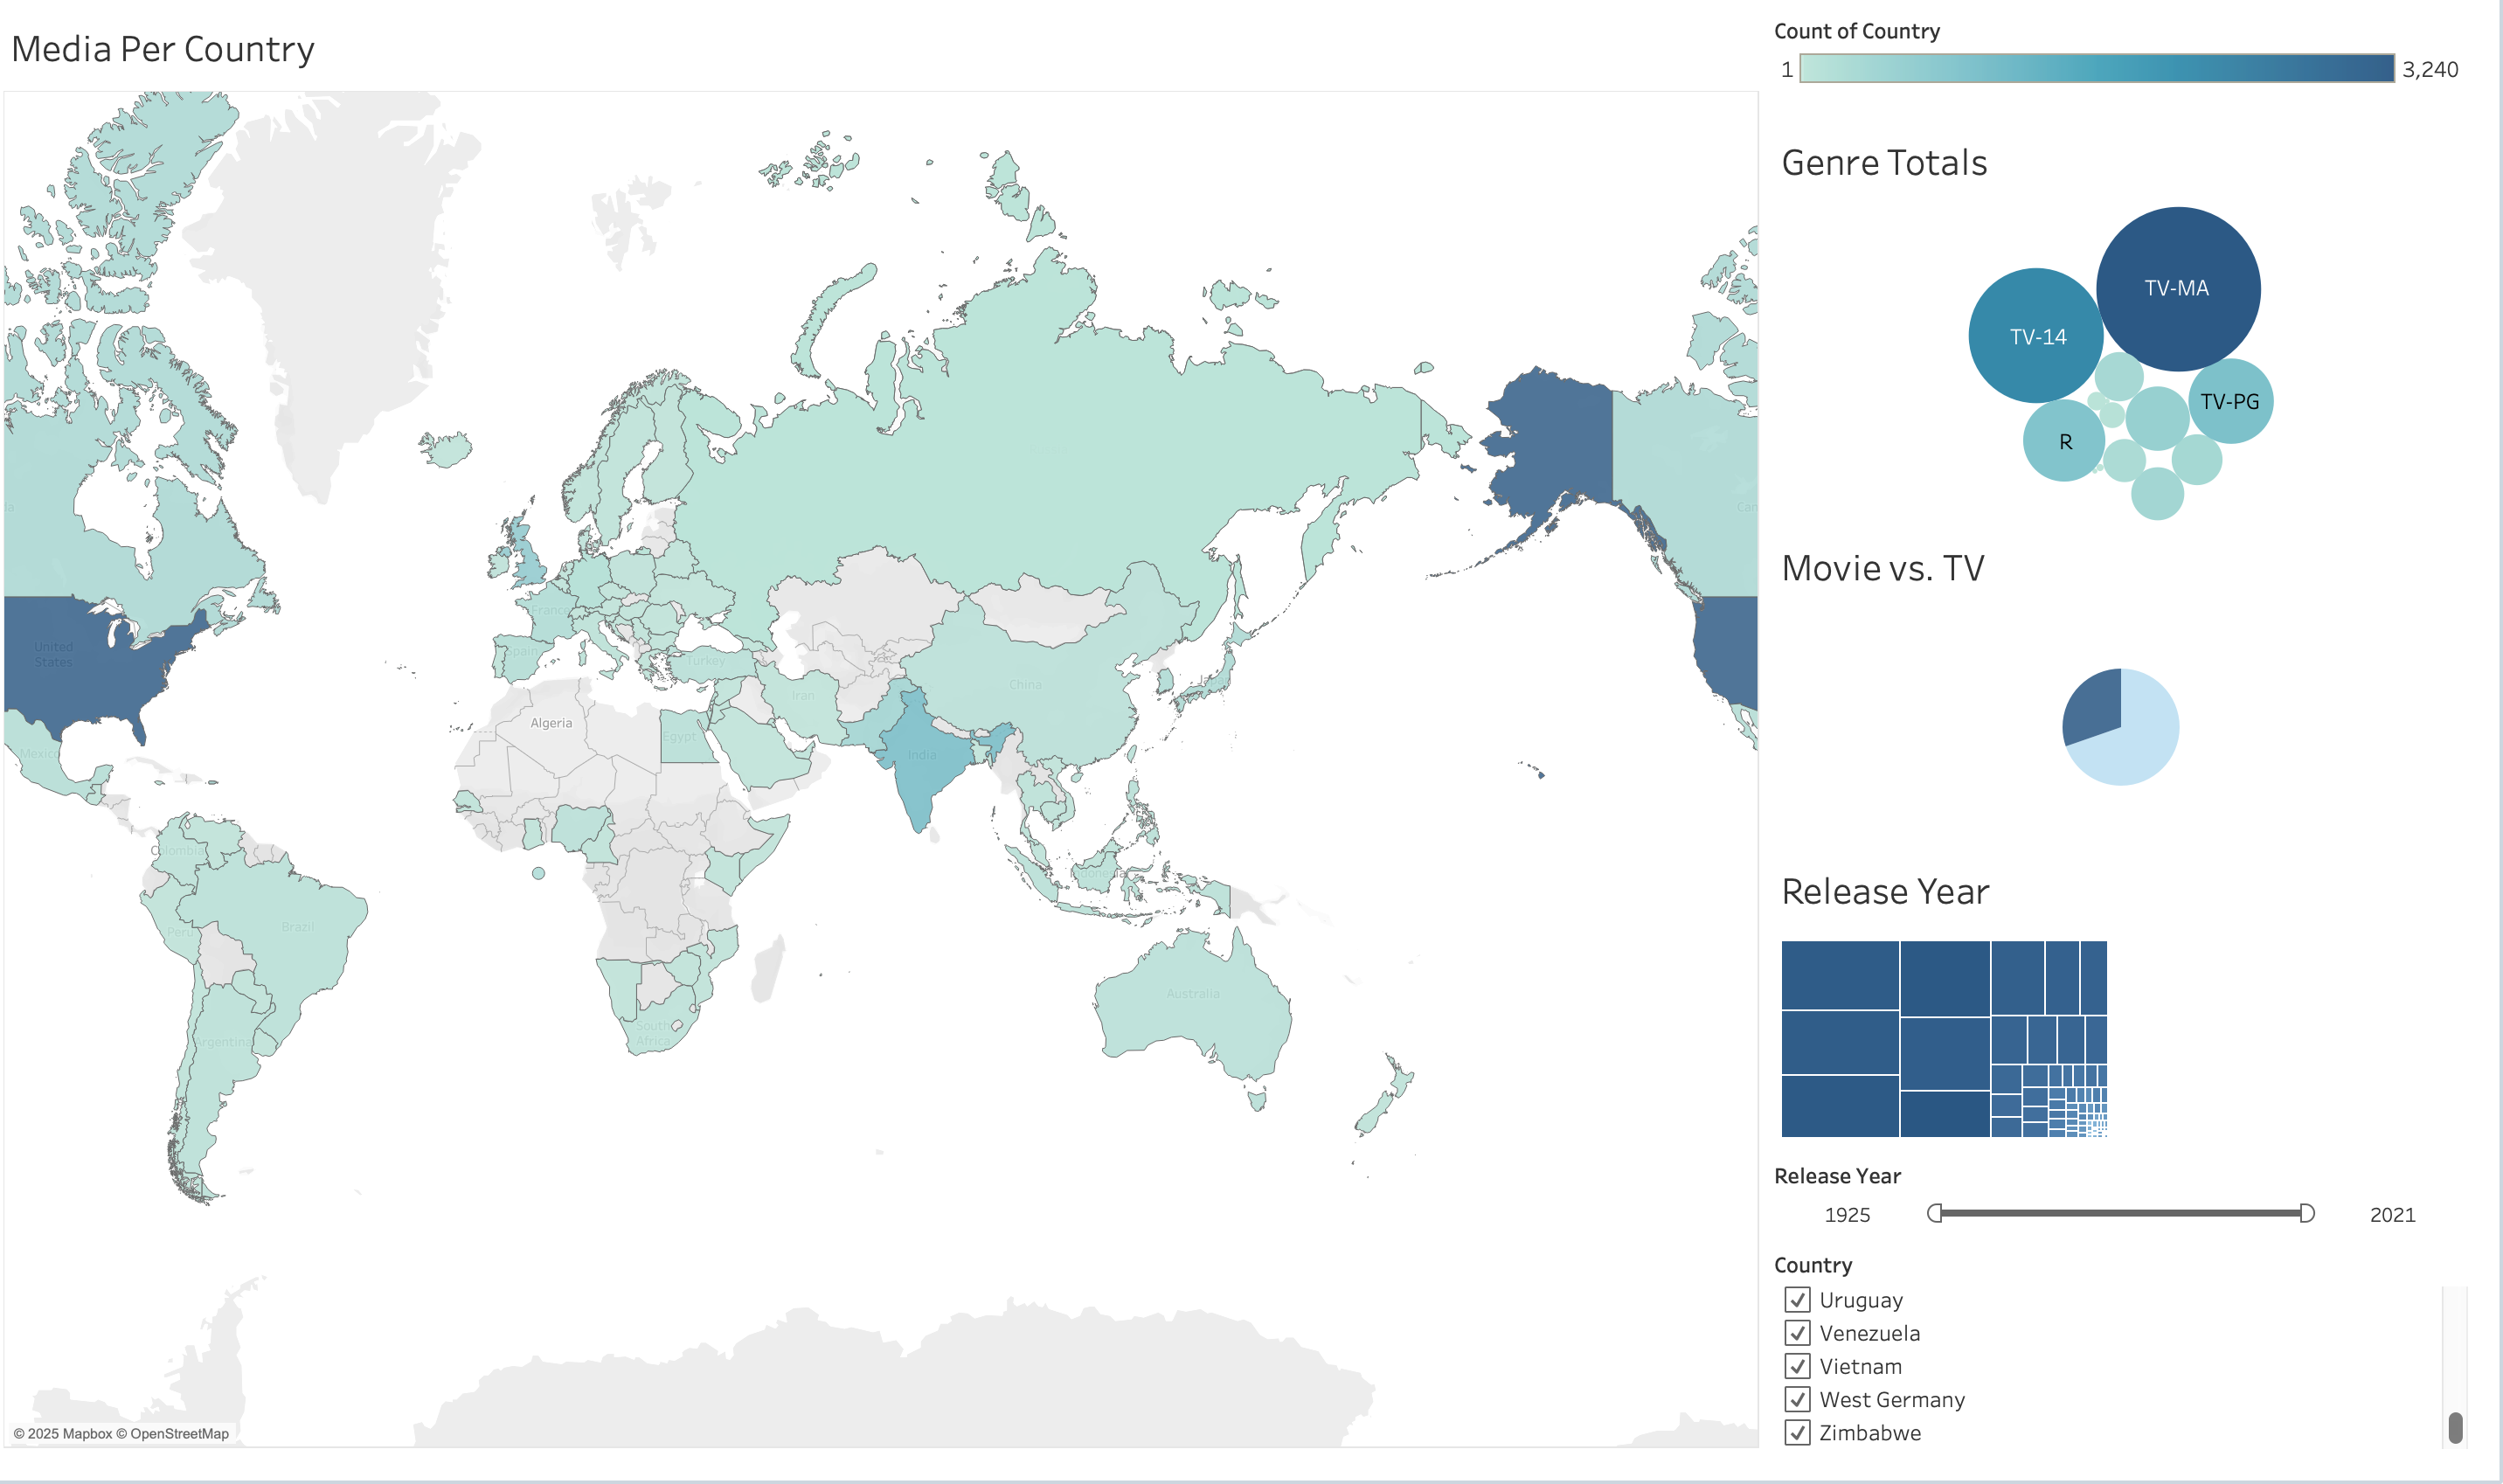 Media Per Country
Count of Country
1
3,240
Genre Totals
TV-MA
TV-14
TV-PG
R
Movie vs. TV
Release Year
Release Year
1925
2021
Country
Uruguay
Venezuela
Vietnam
West Germany
Zimbabwe
United
States
Mexico
Colombia
Peru
Brazil
Argentina
France
Spain
Turkey
Algeria
Egypt
Iran
India
China
Japan
Indonesia
South
Africa
Australia
Can
© 2025 Mapbox © OpenStreetMap